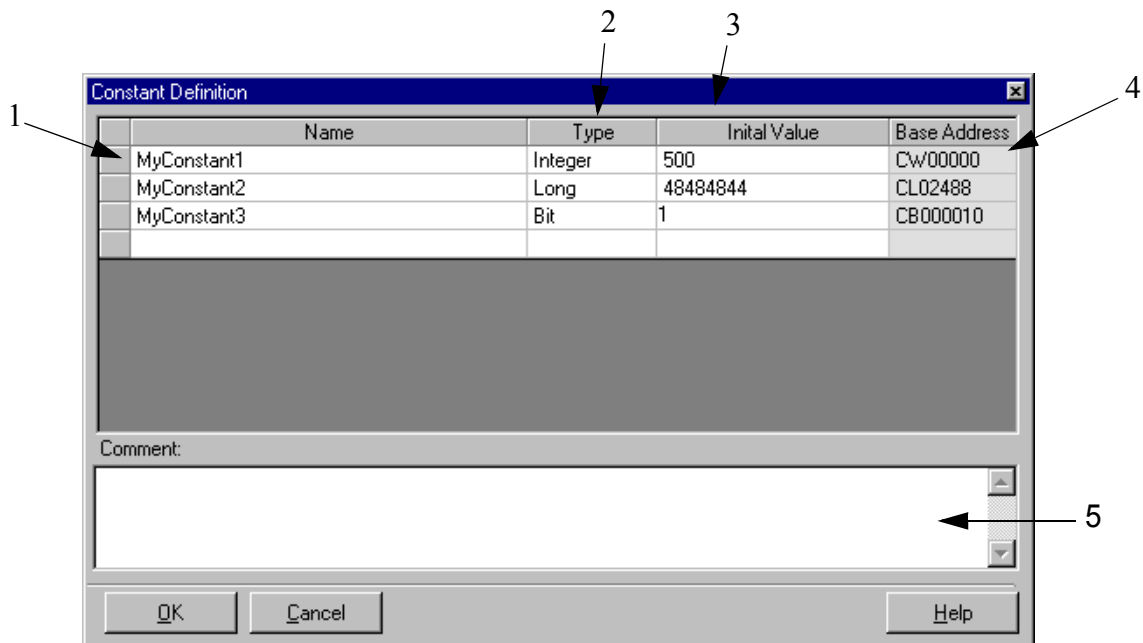 2
3
Constant Definition
4
1
Name Type Inital Value Base Address
MyConstant1 Integer 500 CW00000
MyConstant2 Long 48484844 CL02488
MyConstant3 Bit 1 CB000010
Comment:
5
OK Cancel Help